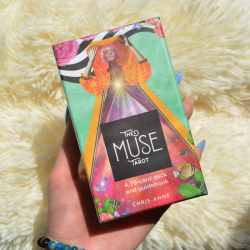 THE
MUSE
TAROT
A 78-card deck
and guidebook
CHRIS-ANNE